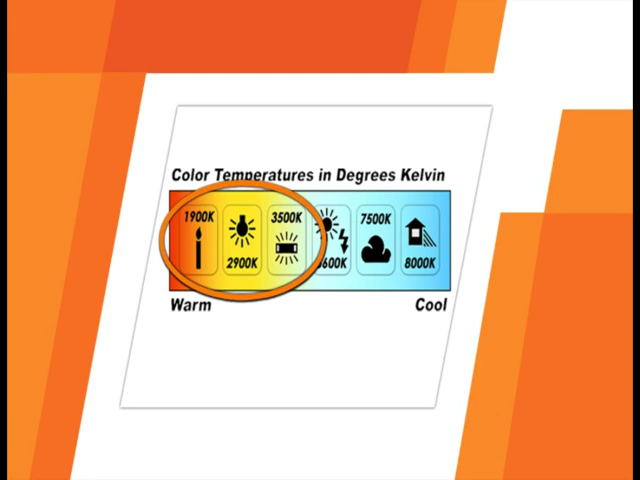 Color Temperatures in Degrees Kelvin
1900K 3500K 7500K
2900K 8000K
Warm Cool